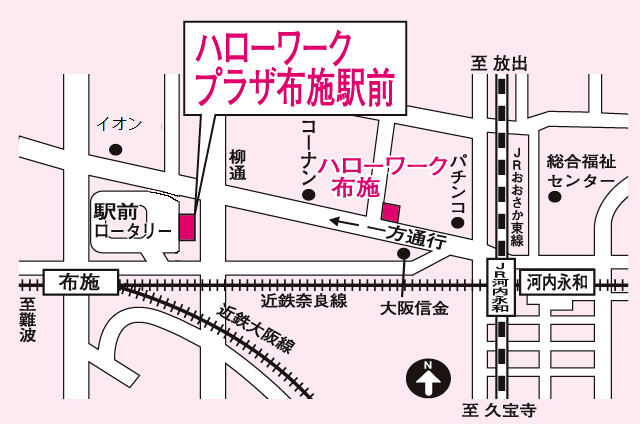 ハローワーク
プラザ布施駅前
至 放出
イオン
柳通
コーナン
ハローワーク
布施
パチンコ
JRおおさか東線
総合福祉
センター
駅前
ロータリー
一方通行
布施
近鉄奈良線
大阪信金
JR河内永和
河内永和
至難波
近鉄大阪線
N
至 久宝寺